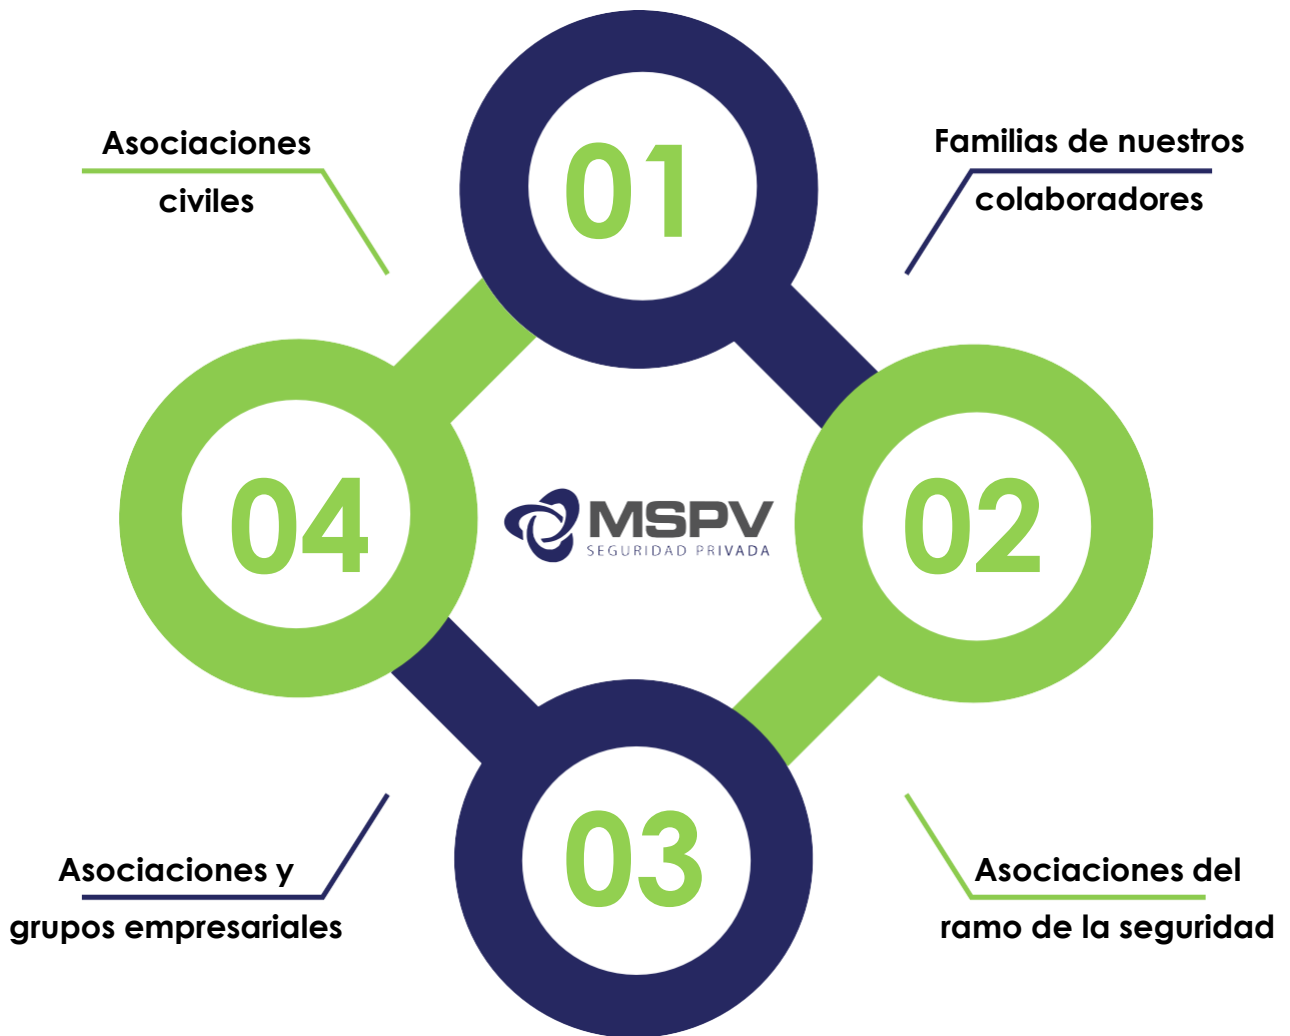 01
Familias de nuestros
colaboradores
02
Asociaciones del
ramo de la seguridad
03
Asociaciones y
grupos empresariales
04
Asociaciones
civiles
MSPV
SEGURIDAD PRIVADA